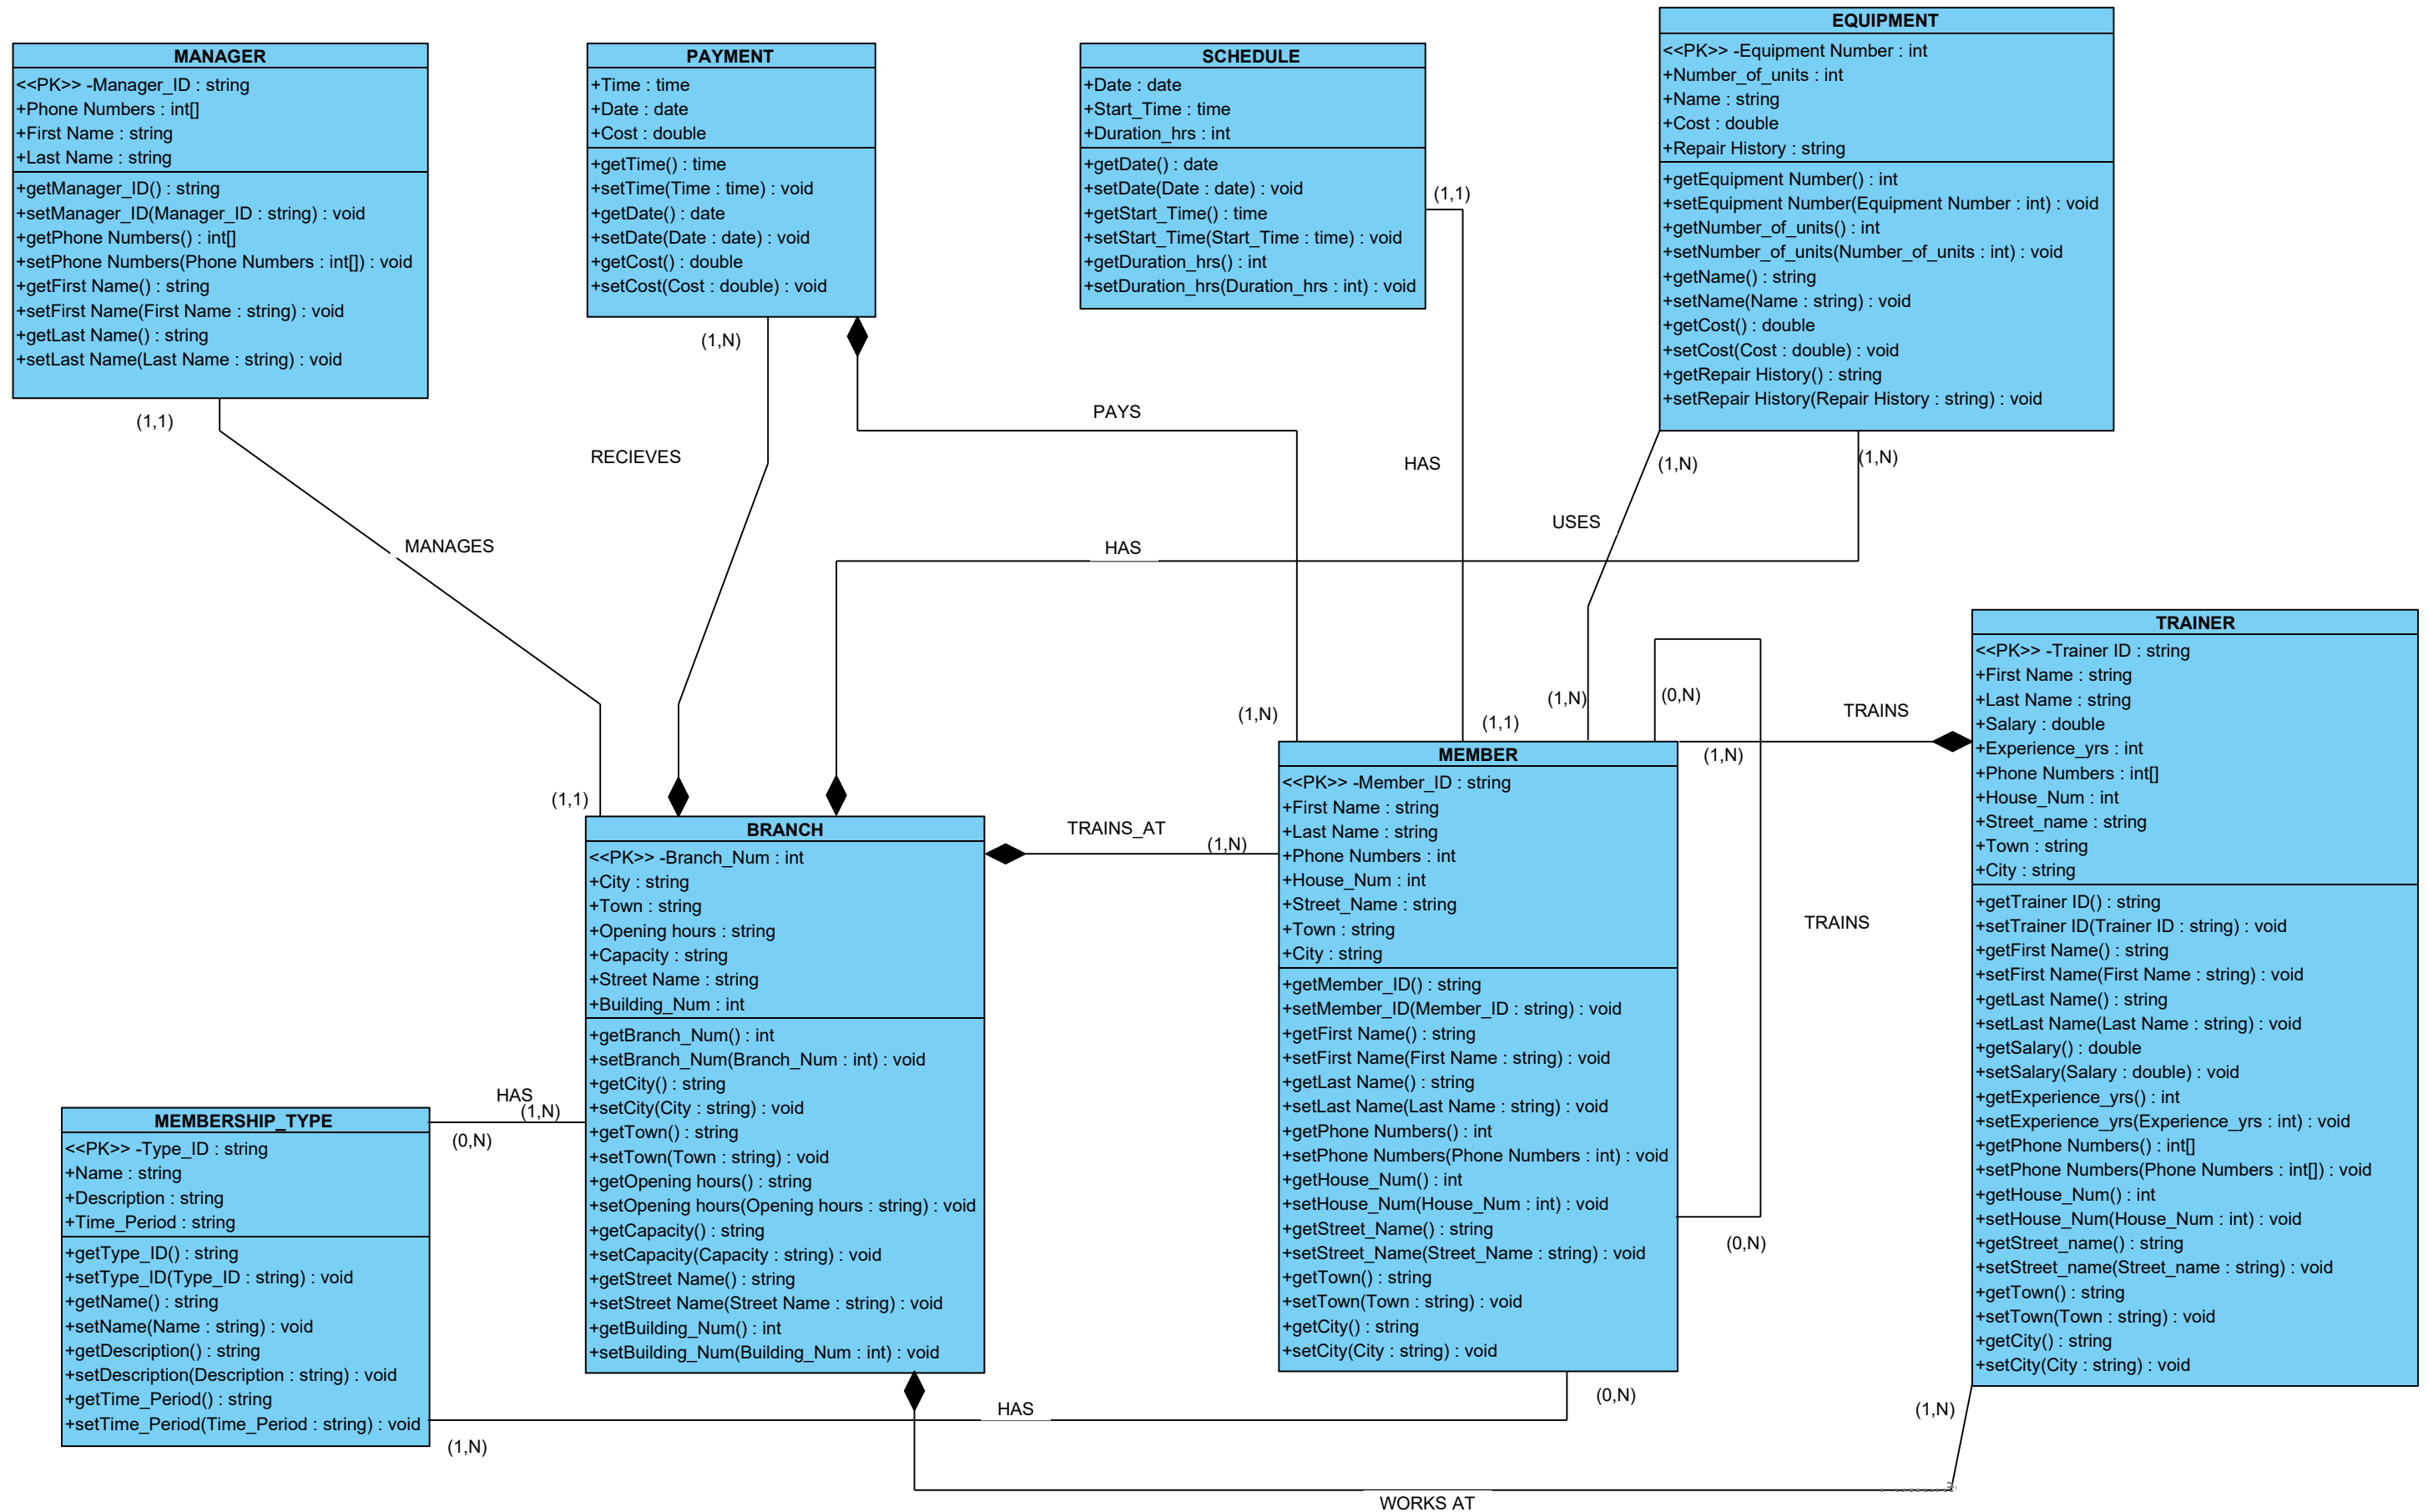 MANAGER
<<PK>> -Manager_ID : string
+Phone Numbers : int[]
+First Name : string
+Last Name : string
+getManager_ID() : string
+setManager_ID(Manager_ID : string) : void
+getPhone Numbers() : int[]
+setPhone Numbers(Phone Numbers : int[]) : void
+getFirst Name() : string
+setFirst Name(First Name : string) : void
+getLast Name() : string
+setLast Name(Last Name : string) : void
(1,1)
PAYMENT
+Time : time
+Date : date
+Cost : double
+getTime() : time
+setTime(Time : time) : void
+getDate() : date
+setDate(Date : date) : void
+getCost() : double
+setCost(Cost : double) : void
(1,N)
SCHEDULE
+Date : date
+Start_Time : time
+Duration_hrs : int
+getDate() : date
+setDate(Date : date) : void
+getStart_Time() : time
+setStart_Time(Start_Time : time) : void
+getDuration_hrs() : int
+setDuration_hrs(Duration_hrs : int) : void
(1,1)
EQUIPMENT
<<PK>> -Equipment Number : int
+Number_of_units : int
+Name : string
+Cost : double
+Repair History : string
+getEquipment Number() : int
+setEquipment Number(Equipment Number : int) : void
+getNumber_of_units() : int
+setNumber_of_units(Number_of_units : int) : void
+getName() : string
+setName(Name : string) : void
+getCost() : double
+setCost(Cost : double) : void
+getRepair History() : string
+setRepair History(Repair History : string) : void
(1,N)
(1,N)
PAYS
RECIEVES
HAS
USES
MANAGES
HAS
(1,1)
(1,N)
(1,1)
(1,N)
(0,N)
(1,N)
TRAINS
TRAINS_AT
(1,N)
BRANCH
<<PK>> -Branch_Num : int
+City : string
+Town : string
+Opening hours : string
+Capacity : string
+Street Name : string
+Building_Num : int
+getBranch_Num() : int
+setBranch_Num(Branch_Num : int) : void
+getCity() : string
+setCity(City : string) : void
+getTown() : string
+setTown(Town : string) : void
+getOpening hours() : string
+setOpening hours(Opening hours : string) : void
+getCapacity() : string
+setCapacity(Capacity : string) : void
+getStreet Name() : string
+setStreet Name(Street Name : string) : void
+getBuilding_Num() : int
+setBuilding_Num(Building_Num : int) : void
MEMBER
<<PK>> -Member_ID : string
+First Name : string
+Last Name : string
+Phone Numbers : int
+House_Num : int
+Street_Name : string
+Town : string
+City : string
+getMember_ID() : string
+setMember_ID(Member_ID : string) : void
+getFirst Name() : string
+setFirst Name(First Name : string) : void
+getLast Name() : string
+setLast Name(Last Name : string) : void
+getPhone Numbers() : int
+setPhone Numbers(Phone Numbers : int) : void
+getHouse_Num() : int
+setHouse_Num(House_Num : int) : void
+getStreet_Name() : string
+setStreet_Name(Street_Name : string) : void
+getTown() : string
+setTown(Town : string) : void
+getCity() : string
+setCity(City : string) : void
TRAINS
(0,N)
(0,N)
TRAINER
<<PK>> -Trainer ID : string
+First Name : string
+Last Name : string
+Salary : double
+Experience_yrs : int
+Phone Numbers : int[]
+House_Num : int
+Street_name : string
+Town : string
+City : string
+getTrainer ID() : string
+setTrainer ID(Trainer ID : string) : void
+getFirst Name() : string
+setFirst Name(First Name : string) : void
+getLast Name() : string
+setLast Name(Last Name : string) : void
+getSalary() : double
+setSalary(Salary : double) : void
+getExperience_yrs() : int
+setExperience_yrs(Experience_yrs : int) : void
+getPhone Numbers() : int[]
+setPhone Numbers(Phone Numbers : int[]) : void
+getHouse_Num() : int
+setHouse_Num(House_Num : int) : void
+getStreet_name() : string
+setStreet_name(Street_name : string) : void
+getTown() : string
+setTown(Town : string) : void
+getCity() : string
+setCity(City : string) : void
(1,N)
HAS
(1,N)
(0,N)
MEMBERSHIP_TYPE
<<PK>> -Type_ID : string
+Name : string
+Description : string
+Time_Period : string
+getType_ID() : string
+setType_ID(Type_ID : string) : void
+getName() : string
+setName(Name : string) : void
+getDescription() : string
+setDescription(Description : string) : void
+getTime_Period() : string
+setTime_Period(Time_Period : string) : void
(1,N)
HAS
WORKS AT